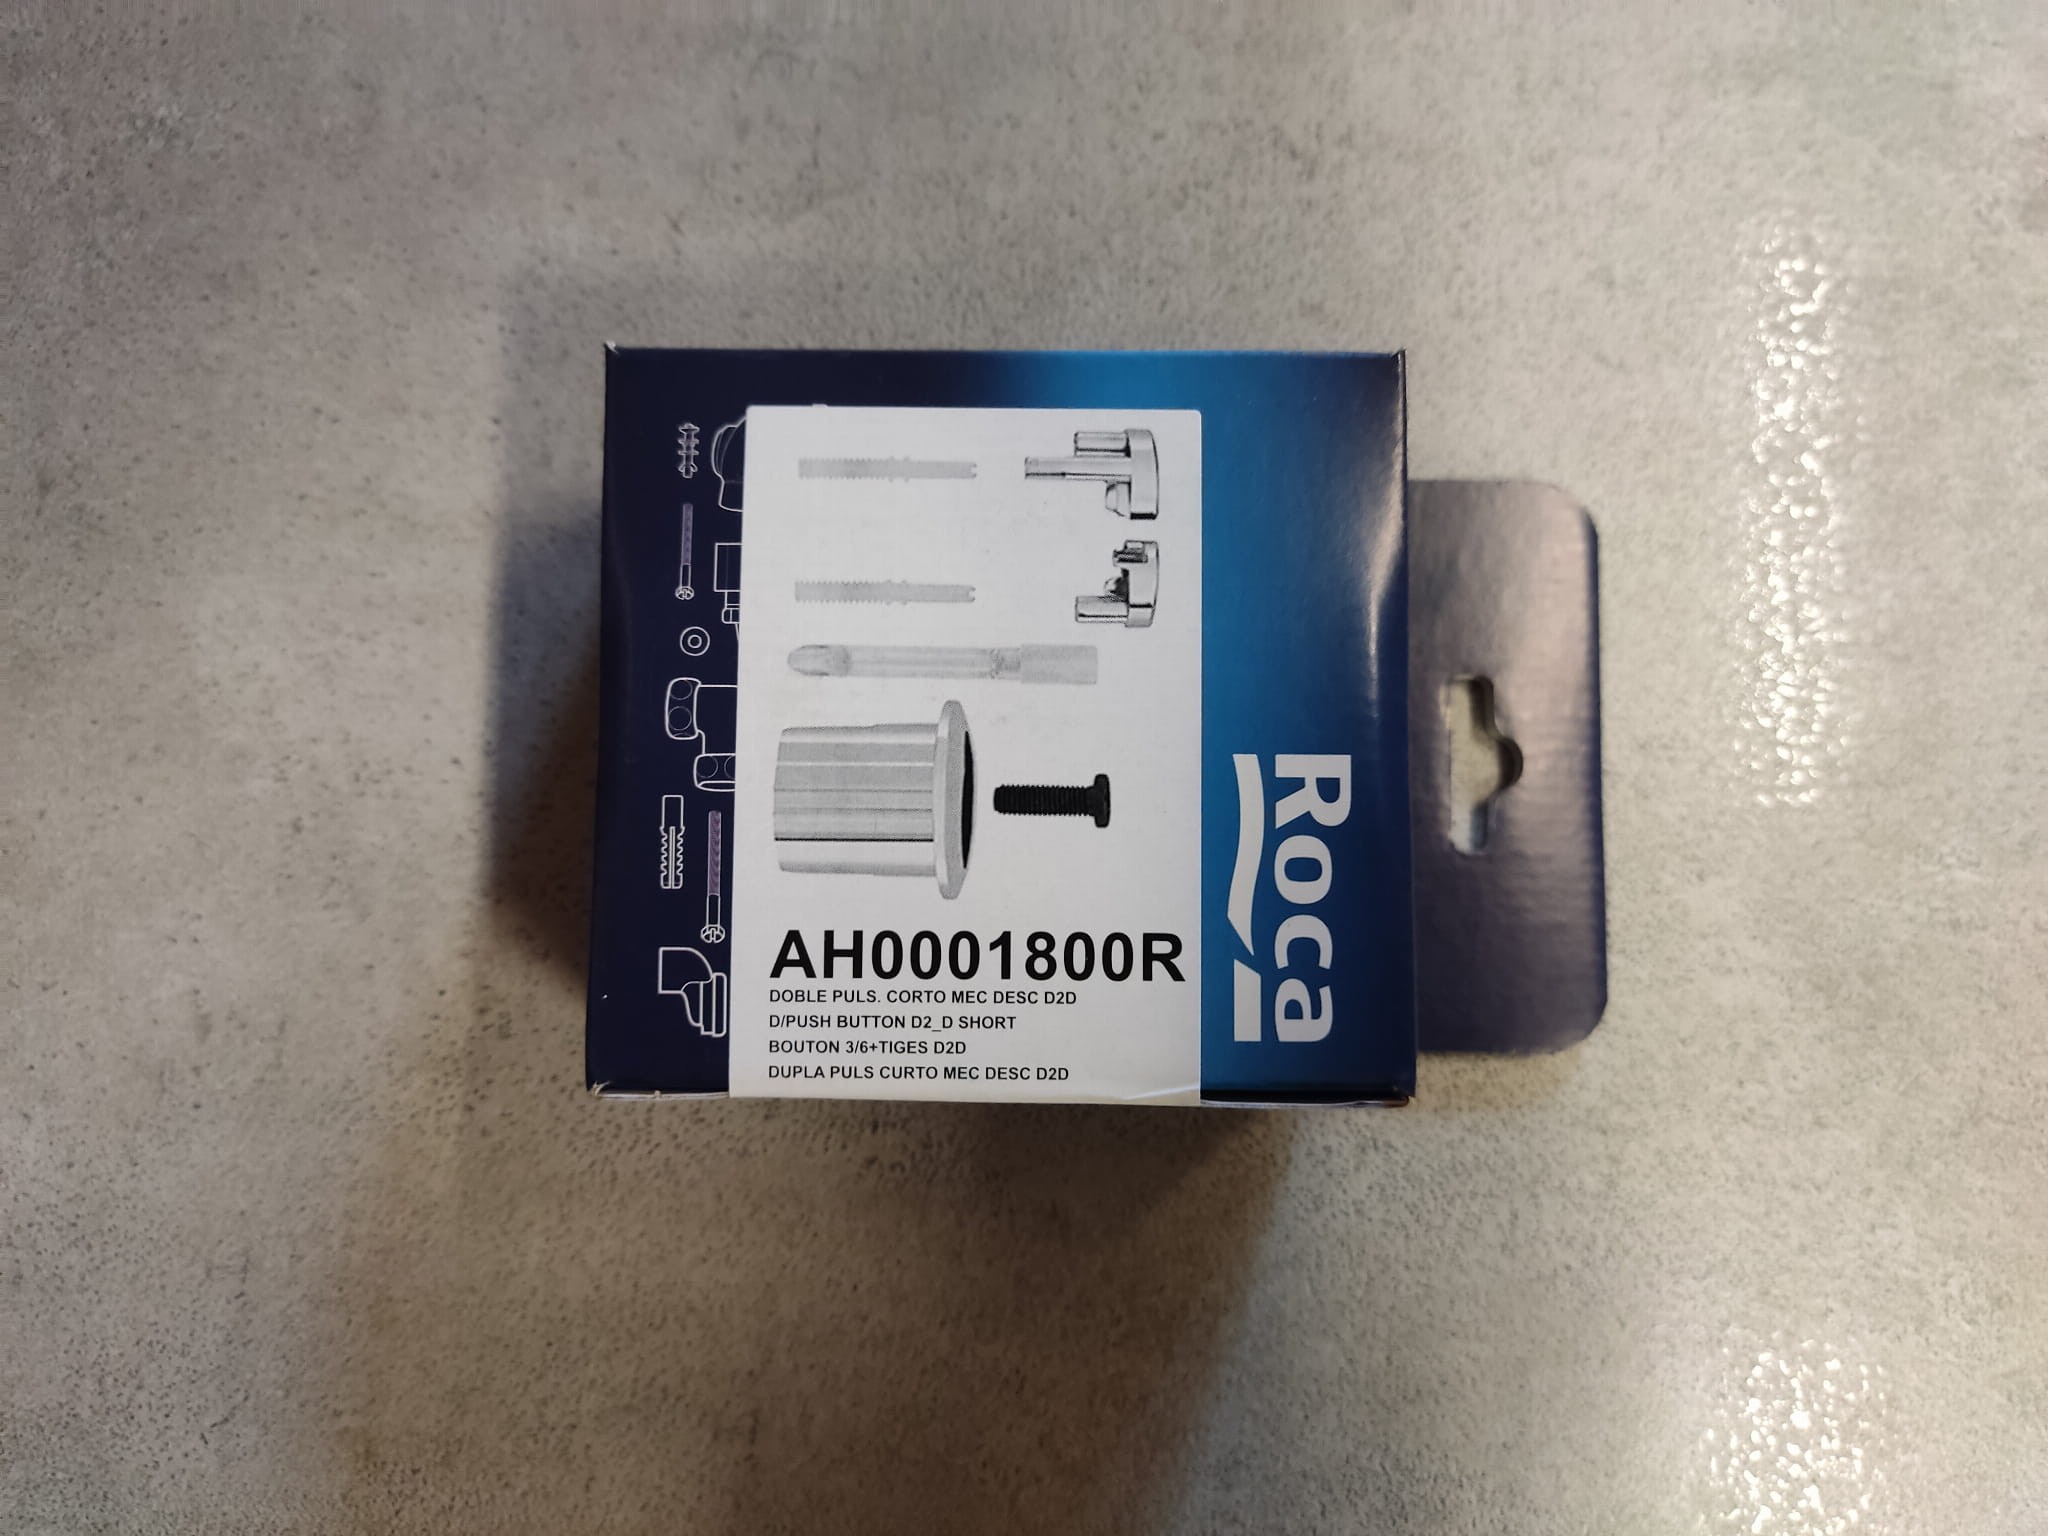 Roca
AH0001800R
DOBLE PULS. CORTO MEC DESC D2D
D/PUSH BUTTON D2_D SHORT
BOUTON 3/6+TIGES D2D
DUPLA PULS CURTO MEC DESC D2D